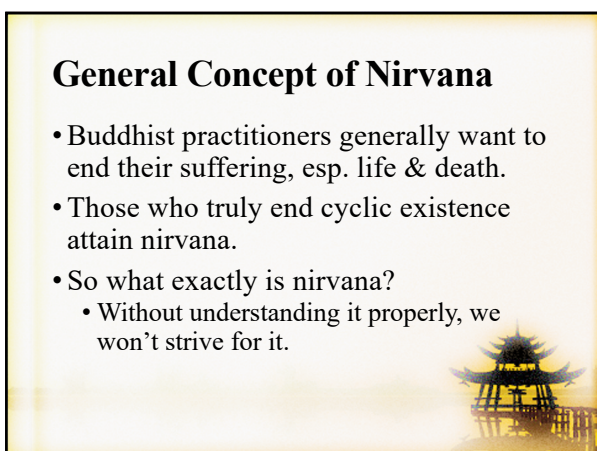 General Concept of Nirvana
• Buddhist practitioners generally want to
end their suffering, esp. life & death.
• Those who truly end cyclic existence
attain nirvana.
• So what exactly is nirvana?
• Without understanding it properly, we
won’t strive for it.